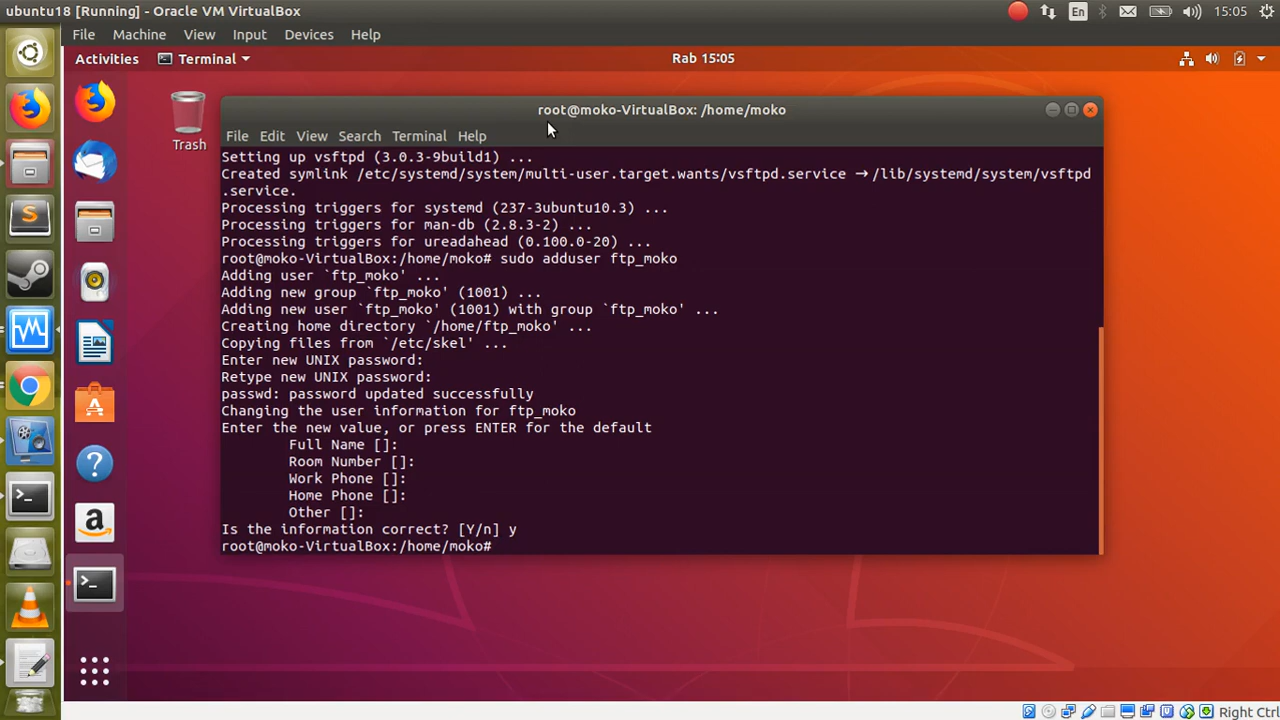 ubuntu18 [Running] - Oracle VM VirtualBox
En
15:05
File Machine View Input Devices Help
Activities
Terminal
Rab 15:05
Trash
root@moko-VirtualBox: /home/moko
File Edit View Search Terminal Help
Setting up vsftpd (3.0.3-9build1) ...
Created symlink /etc/systemd/system/multi-user.target.wants/vsftpd.service → /lib/systemd/system/vsftpd
.service.
Processing triggers for systemd (237-3ubuntu10.3) ...
Processing triggers for man-db (2.8.3-2) ...
Processing triggers for ureadahead (0.100.0-20) ...
root@moko-VirtualBox:/home/moko# sudo adduser ftp_moko
Adding user `ftp_moko' ...
Adding new group `ftp_moko' (1001) ...
Adding new user `ftp_moko' (1001) with group `ftp_moko' ...
Creating home directory `/home/ftp_moko' ...
Copying files from `/etc/skel' ...
Enter new UNIX password:
Retype new UNIX password:
passwd: password updated successfully
Changing the user information for ftp_moko
Enter the new value, or press ENTER for the default
Full Name []:
Room Number []:
Work Phone []:
Home Phone []:
Other []:
Is the information correct? [Y/n] y
root@moko-VirtualBox:/home/moko#
Right Ctrl